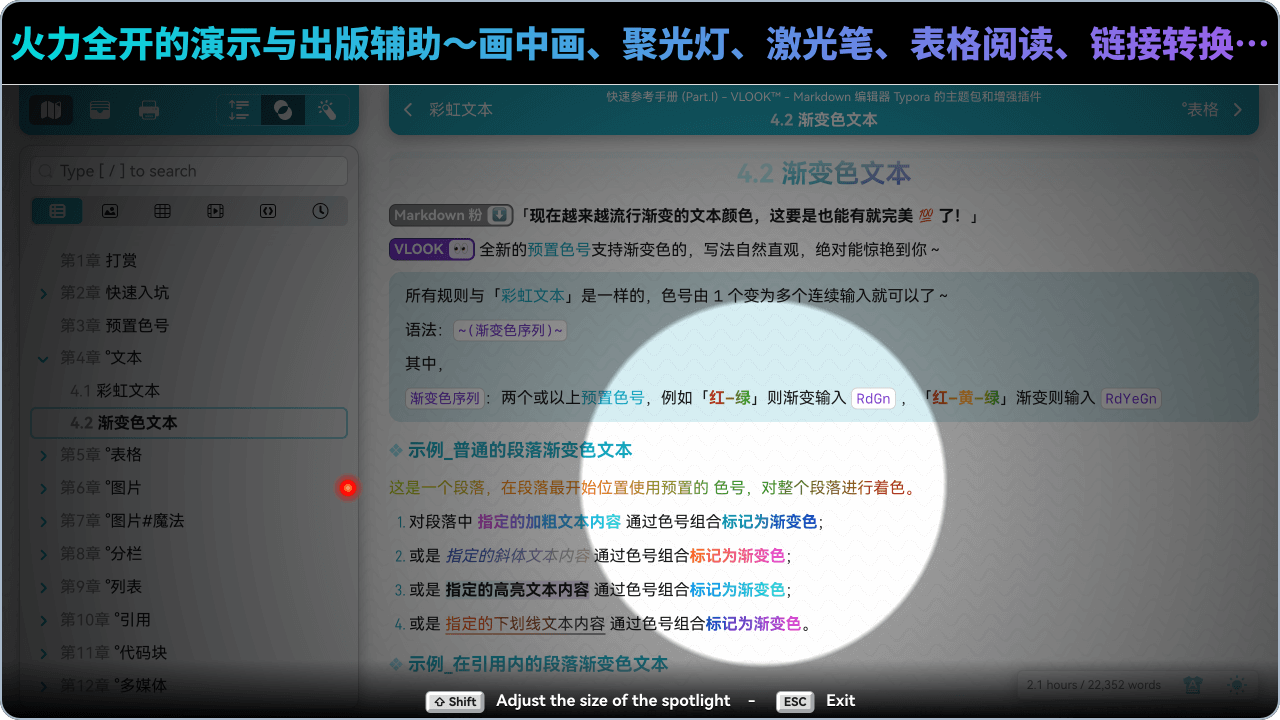 火力全开的演示与出版辅助～画中画、聚光灯、激光笔、表格阅读、链接转换…
彩虹文本
快速参考手册 (Part.I) - VLOOK™ - Markdown 编辑器 Typora 的主题包和增强插件
4.2 渐变色文本
°表格
Type [ / ] to search
第1章 打赏
第2章 快速入坑
第3章 预置色号
第4章 °文本
4.1 彩虹文本
4.2 渐变色文本
第5章 °表格
第6章 °图片
第7章 °图片#魔法
第8章 °分栏
第9章 °列表
第10章 °引用
第11章 °代码块
第12章 °多媒体
4.2 渐变色文本
Markdown 粉 ⬇️ 「现在越来越流行渐变的文本颜色，这要是也能有就完美 💯 了！」
VLOOK 👀 全新的预置色号支持渐变色的，写法自然直观，绝对能惊艳到你 ~
所有规则与「彩虹文本」是一样的，色号由 1 个变为多个连续输入就可以了 ~
语法： ~(渐变色序列)~
其中，
渐变色序列 ：两个或以上预置色号，例如「红-绿」则渐变输入 RdGn ，「红-黄-绿」渐变则输入 RdYeGn
❖ 示例_普通的段落渐变色文本
这是一个段落，在段落最开始位置使用预置的 色号，对整个段落进行着色。
1. 对段落中 指定的加粗文本内容 通过色号组合标记为渐变色；
2. 或是 指定的斜体文本内容 通过色号组合标记为渐变色；
3. 或是 指定的高亮文本内容 通过色号组合标记为渐变色；
4. 或是 指定的下划线文本内容 通过色号组合标记为渐变色。
❖ 示例_在引用内的段落渐变色文本
2.1 hours / 22,352 words
⇧ Shift Adjust the size of the spotlight - ESC Exit